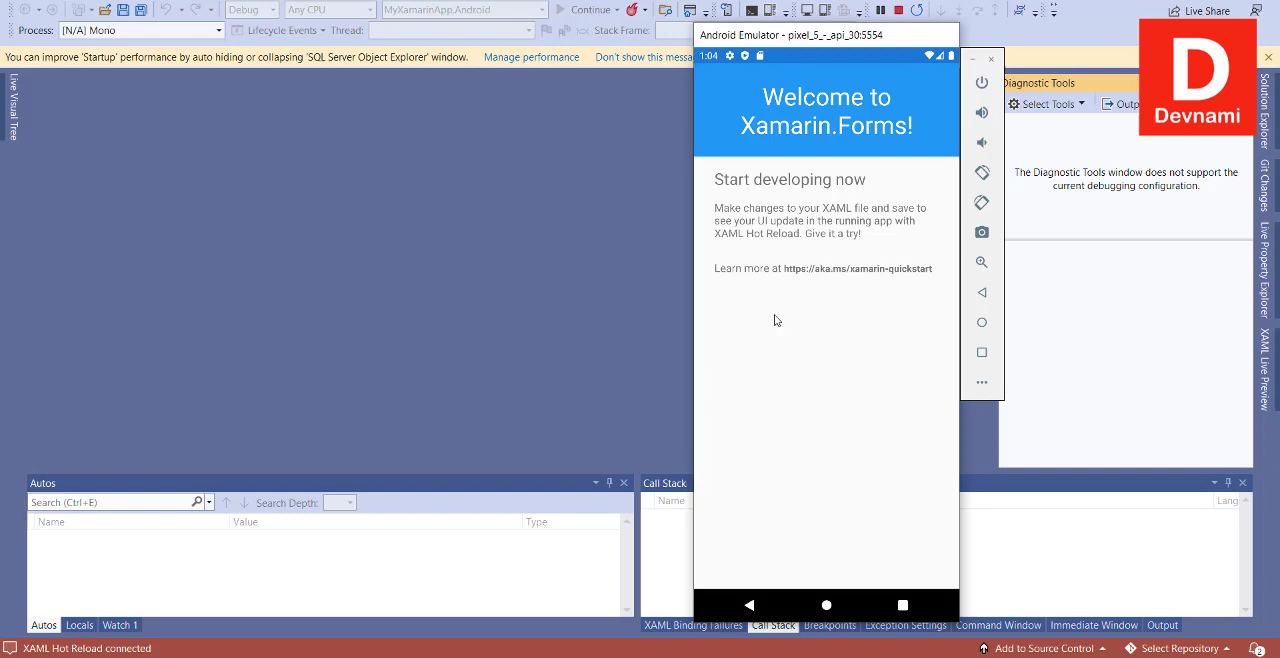 Debug
Any CPU
MyXamarinApp.Android
Continue
Live Share
Process:
[N/A] Mono
Lifecycle Events
Thread:
Stack Frame:
You can improve 'Startup' performance by auto hiding or collapsing 'SQL Server Object Explorer' window.
Manage performance
Don't show this messa
Live Visual Tree
Android Emulator - pixel_5_-_api_30:5554
1:04
Welcome to
Xamarin.Forms!
Start developing now
Make changes to your XAML file and save to
see your UI update in the running app with
XAML Hot Reload. Give it a try!
Learn more at https://aka.ms/xamarin-quickstart
Diagnostic Tools
Select Tools
Outp
The Diagnostic Tools window does not support the
current debugging configuration.
D
Devnami
Solution Explorer
Git Changes
Live Property Explorer
XAML Live Preview
Autos
Search (Ctrl+E)
Search Depth:
Name
Value
Type
Autos
Locals
Watch 1
Call Stack
Name
Lang
XAML Binding Failures
Call Stack
Breakpoints
Exception Settings
Command Window
Immediate Window
Output
XAML Hot Reload connected
Add to Source Control
Select Repository
2